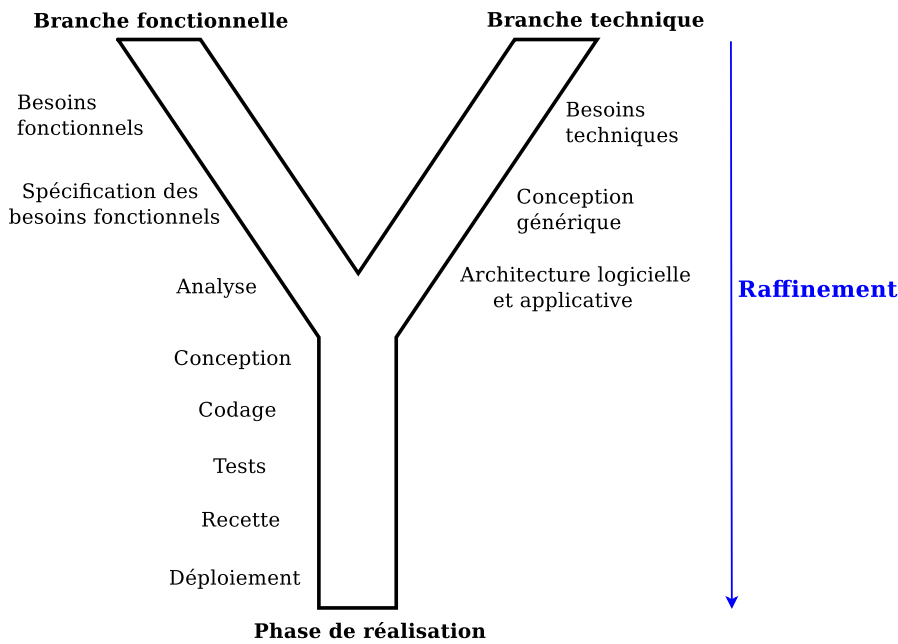 Branche fonctionnelle
Branche technique
Besoins
fonctionnels
Besoins
techniques
Spécification des
besoins fonctionnels
Conception
générique
Analyse
Architecture logicielle
et applicative
Raffinement
Conception
Codage
Tests
Recette
Déploiement
Phase de réalisation